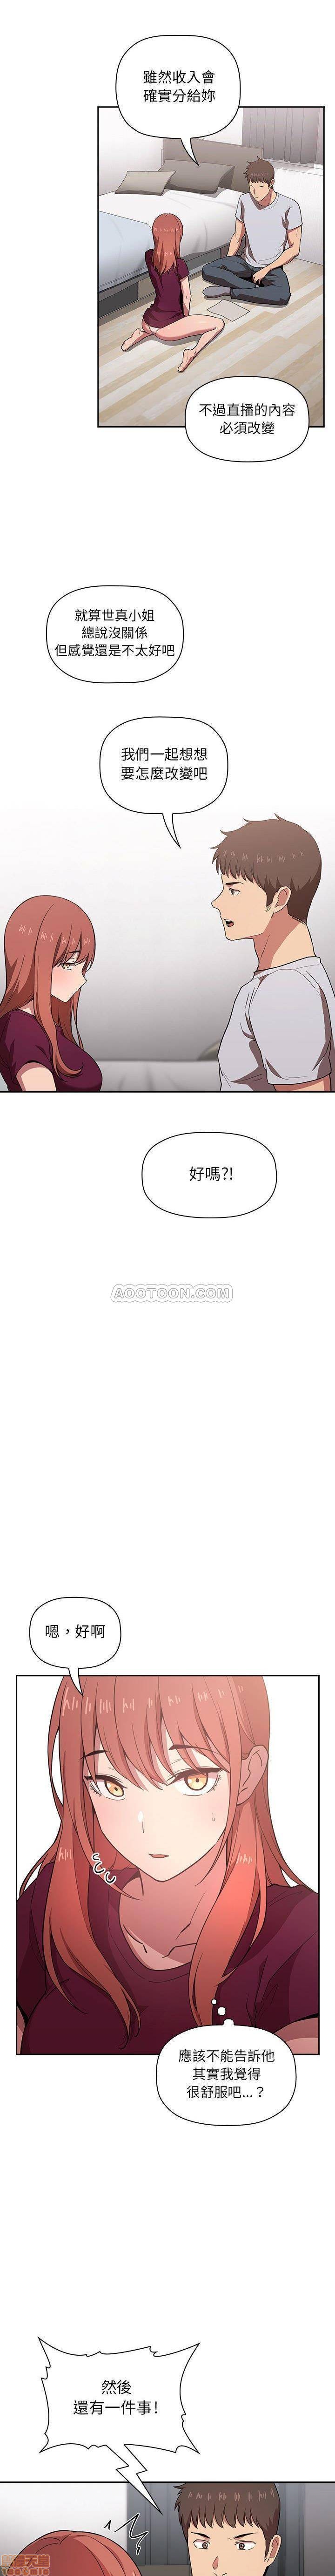 雖然收入會
確實分給妳
不過直播的內容
必須改變
就算世真小姐
總說沒關係
但感覺還是不太好吧
我們一起想想
要怎麼改變吧
好嗎?!
AOOTOON.COM
嗯，好啊
應該不能告訴他
其實我覺得
很舒服吧...？
然後
還有一件事!